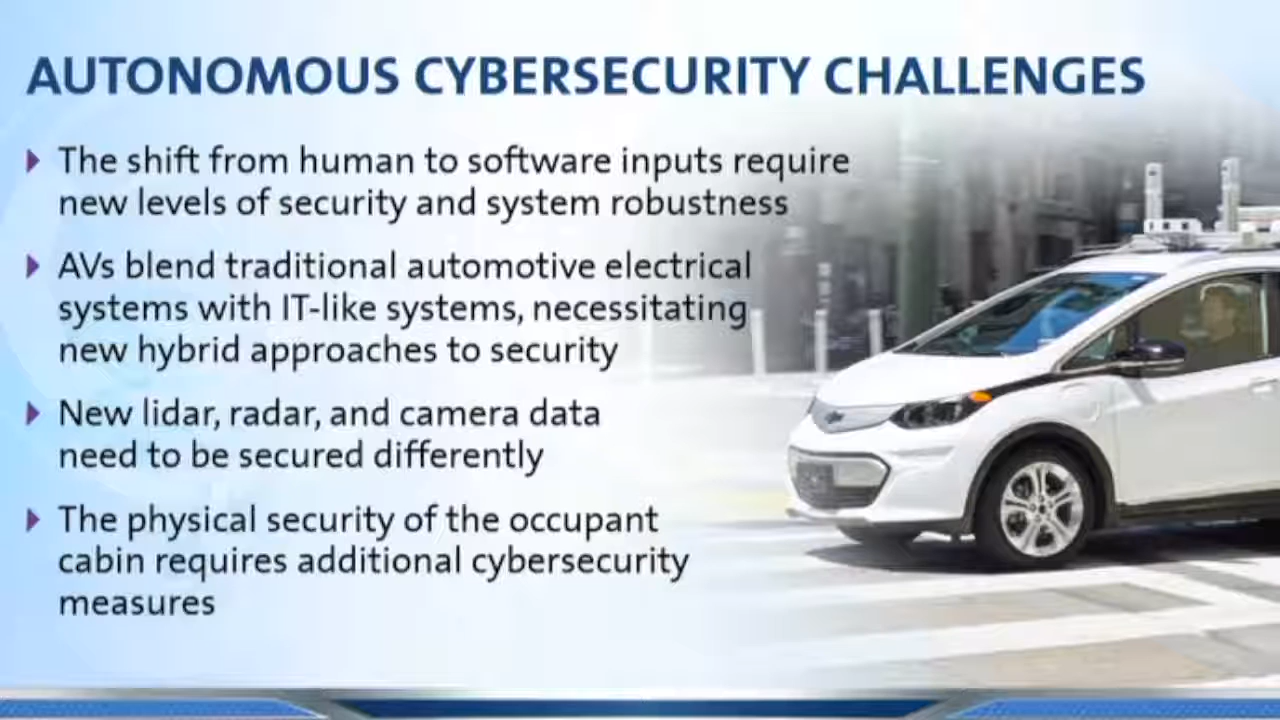 AUTONOMOUS CYBERSECURITY CHALLENGES
The shift from human to software inputs require
new levels of security and system robustness
AVs blend traditional automotive electrical
systems with IT-like systems, necessitating
new hybrid approaches to security
New lidar, radar, and camera data
need to be secured differently
The physical security of the occupant
cabin requires additional cybersecurity
measures